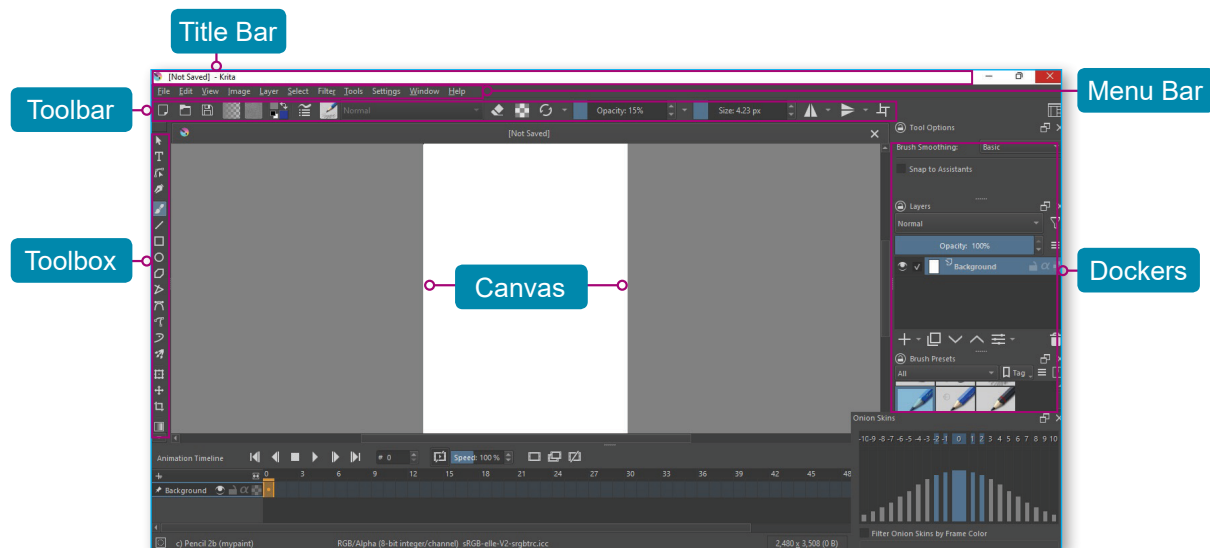 Title Bar
[Not Saved] - Krita
File Edit View Image Layer Select Filter Tools Settings Window Help
Menu Bar
Toolbar
Normal
Opacity: 15%
Size: 4.23 px
[Not Saved]
Tool Options
Brush Smoothing: Basic
Snap to Assistants
Layers
Normal
Opacity: 100%
Background
Toolbox
Canvas
Dockers
Brush Presets
All Tag
Onion Skins
-10 -9 -8 -7 -6 -5 -4 -3 -2 -1 0 1 2 3 4 5 6 7 8 9 10
Animation Timeline # 0 Speed: 100 %
0 3 6 9 12 15 18 21 24 27 30 33 36 39 42 45 48
Background
Filter Onion Skins by Frame Color
c) Pencil 2b (mypaint) RGB/Alpha (8-bit integer/channel) sRGB-elle-V2-srgbtrc.icc 2,480 x 3,508 (0 B)